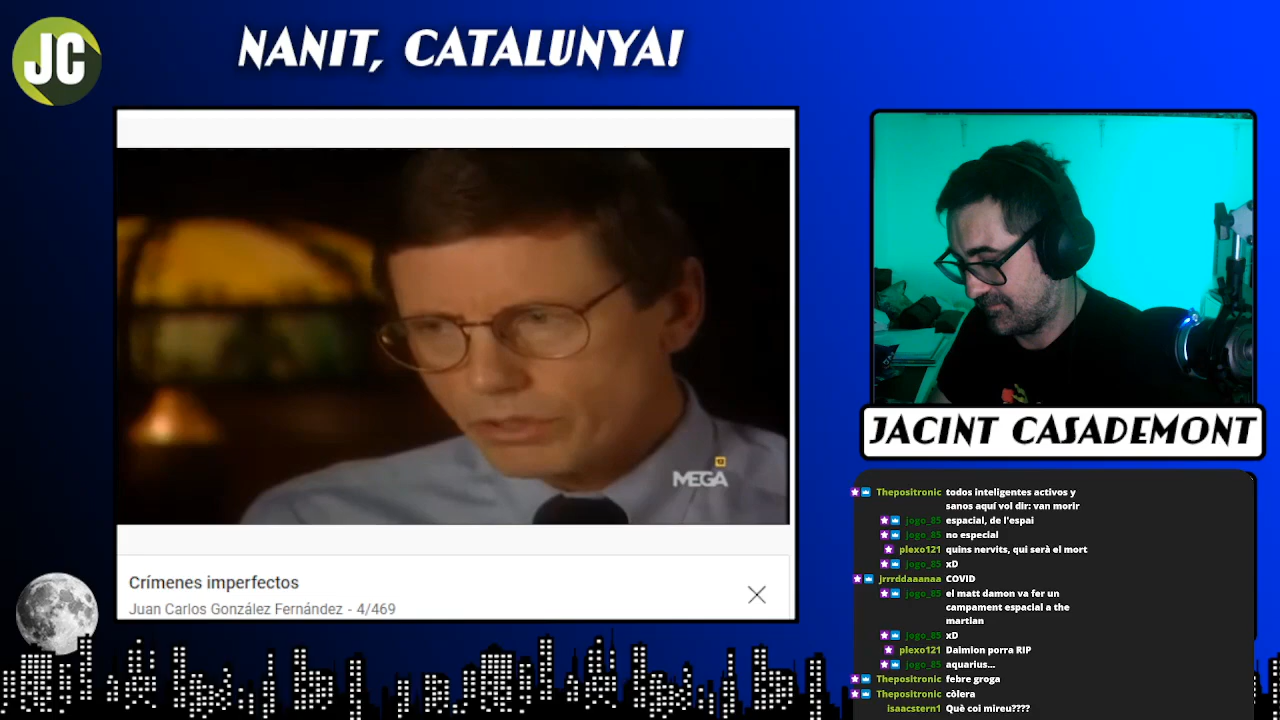 JC
NANIT, CATALUNYA!
MEGA
Crímenes imperfectos
Juan Carlos González Fernández - 4/469
JACINT CASADEMONT
Thepositronic todos inteligentes activos y
sanos aquí vol dir: van morir
jogo_85 espacial, de l'espai
jogo_85 no especial
plexo121 quins nervits, qui serà el mort
jogo_85 xD
Jrrrddaaanaa COVID
jogo_85 el matt damon va fer un
campament espacial a the
martian
jogo_85 xD
plexo121 Daimion porra RIP
jogo_85 aquarius...
Thepositronic febre groga
Thepositronic còlera
isaacstern1 Què coi mireu????